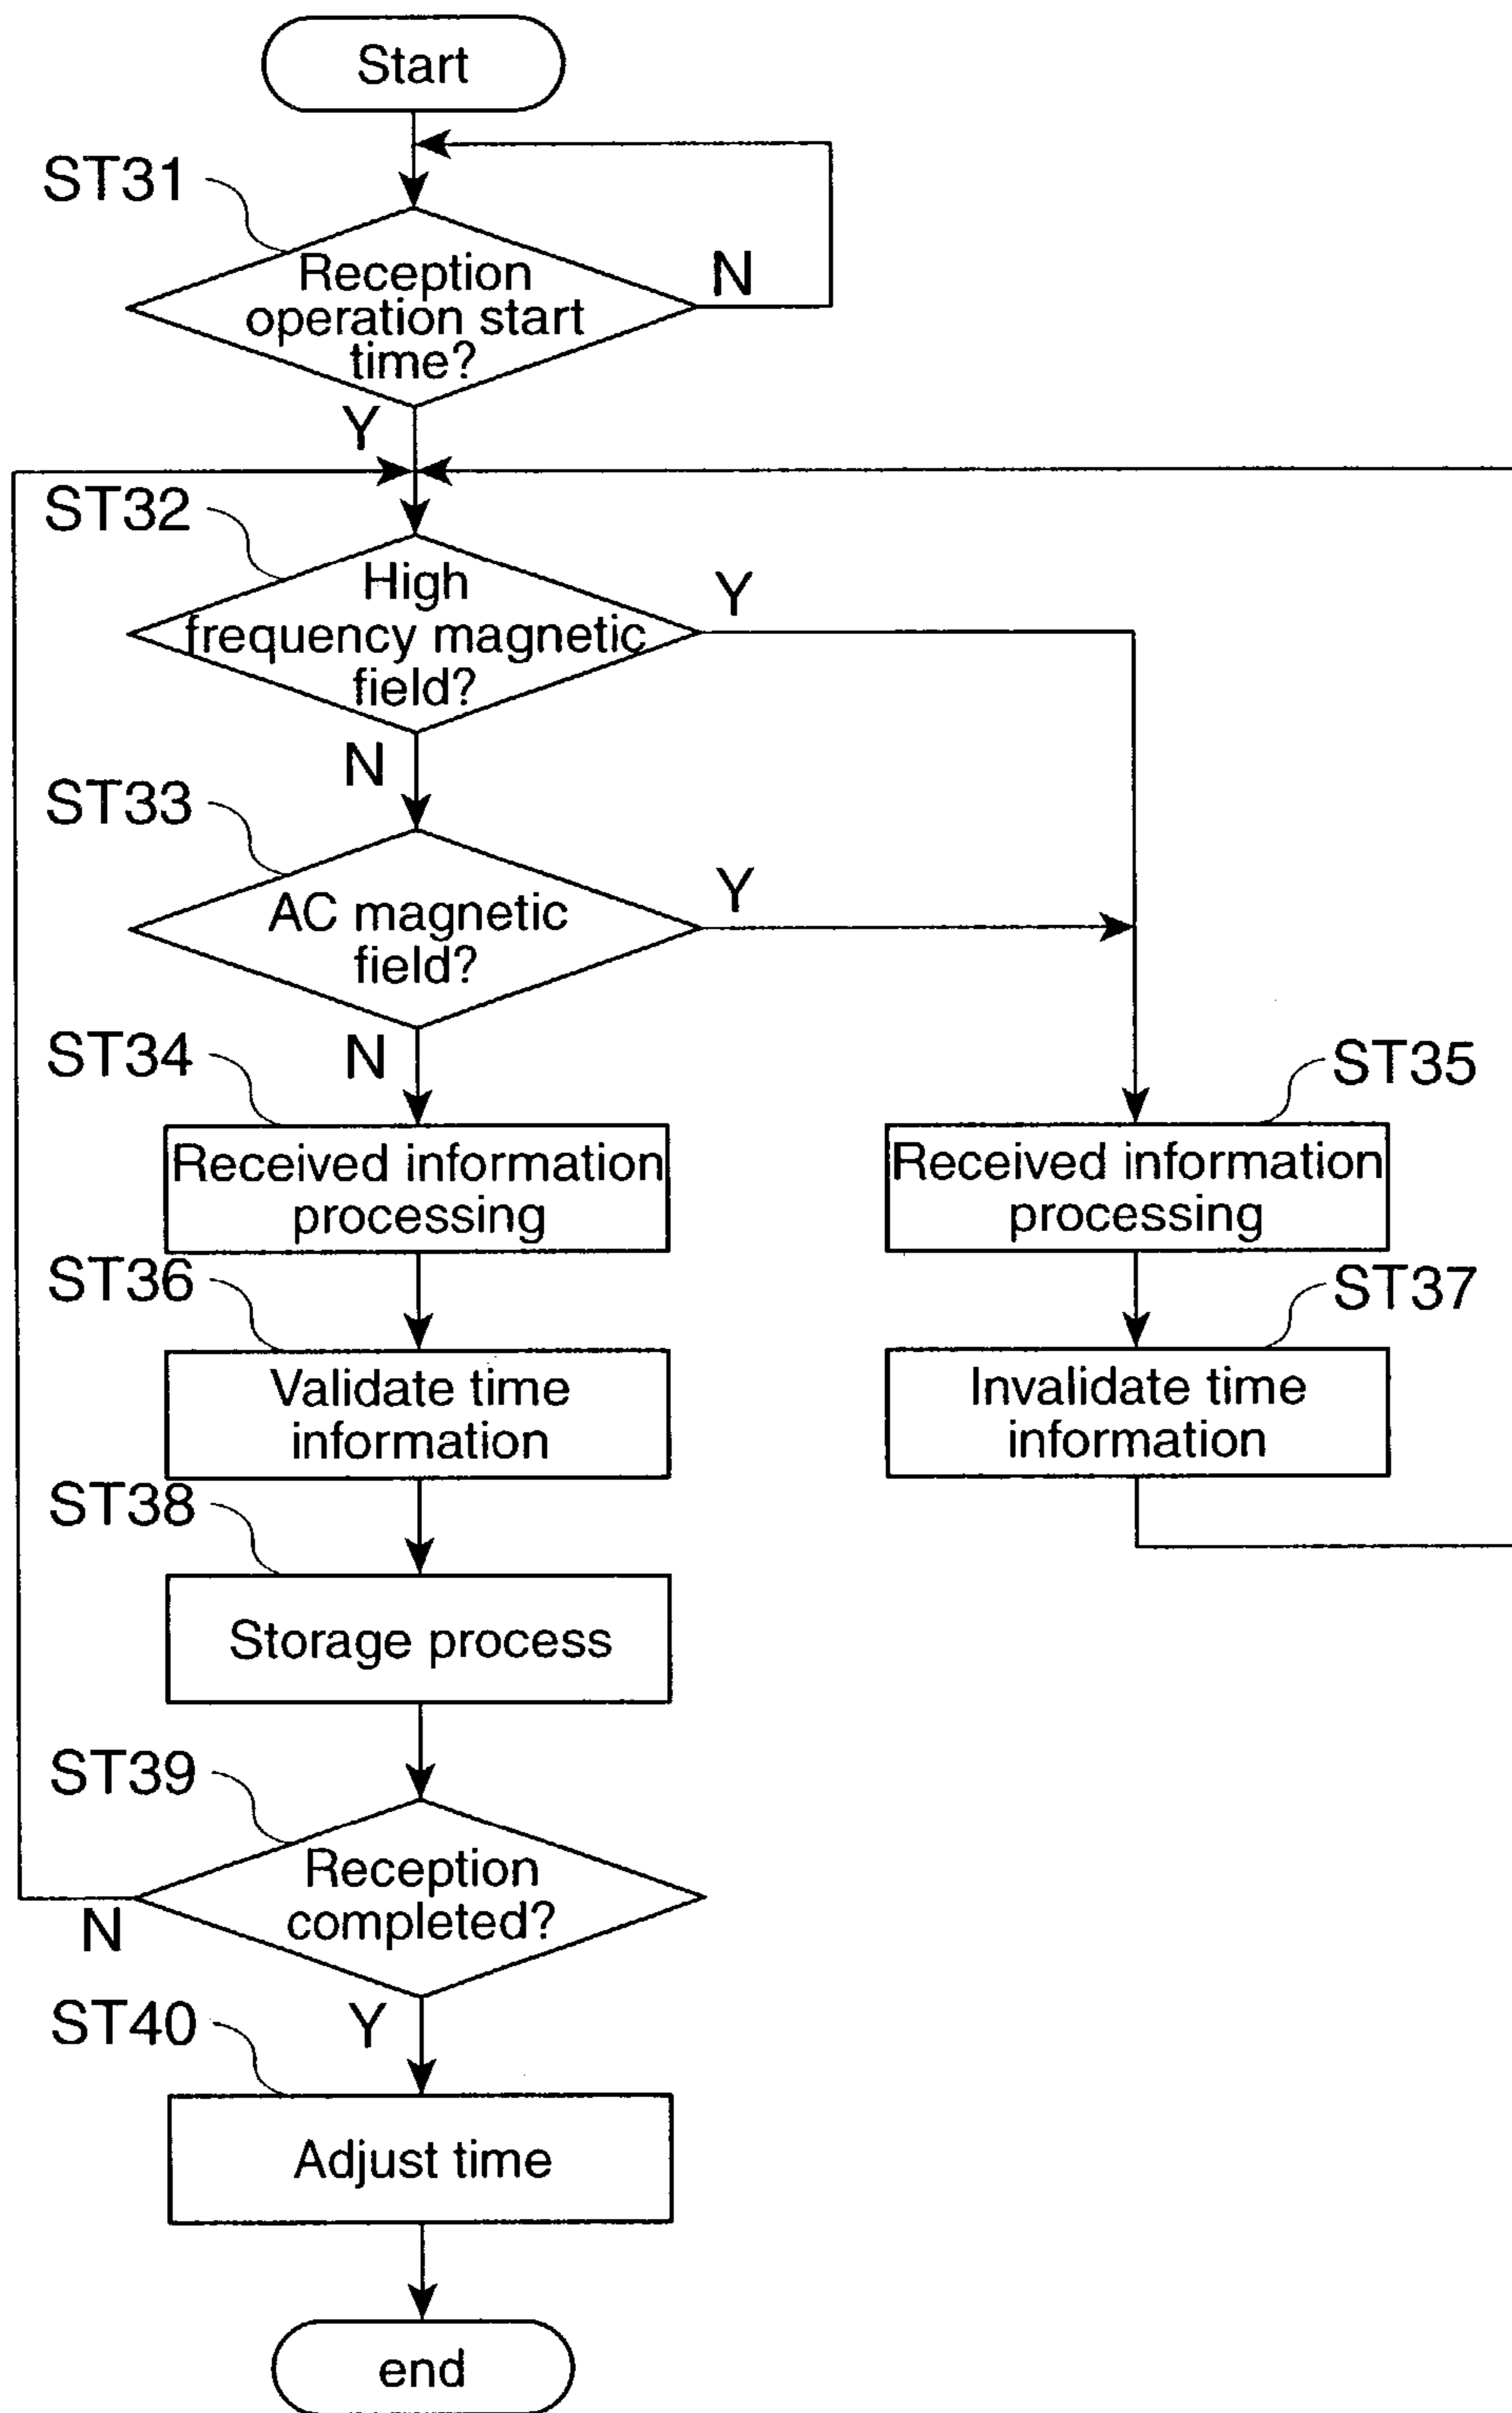 Start
ST31
Reception
operation start
time?
N
Y
ST32
High
frequency magnetic
field?
Y
N
ST33
AC magnetic
field?
Y
N
ST34
Received information
processing
ST35
Received information
processing
ST36
Validate time
information
ST37
Invalidate time
information
ST38
Storage process
ST39
Reception
completed?
N
Y
ST40
Adjust time
end